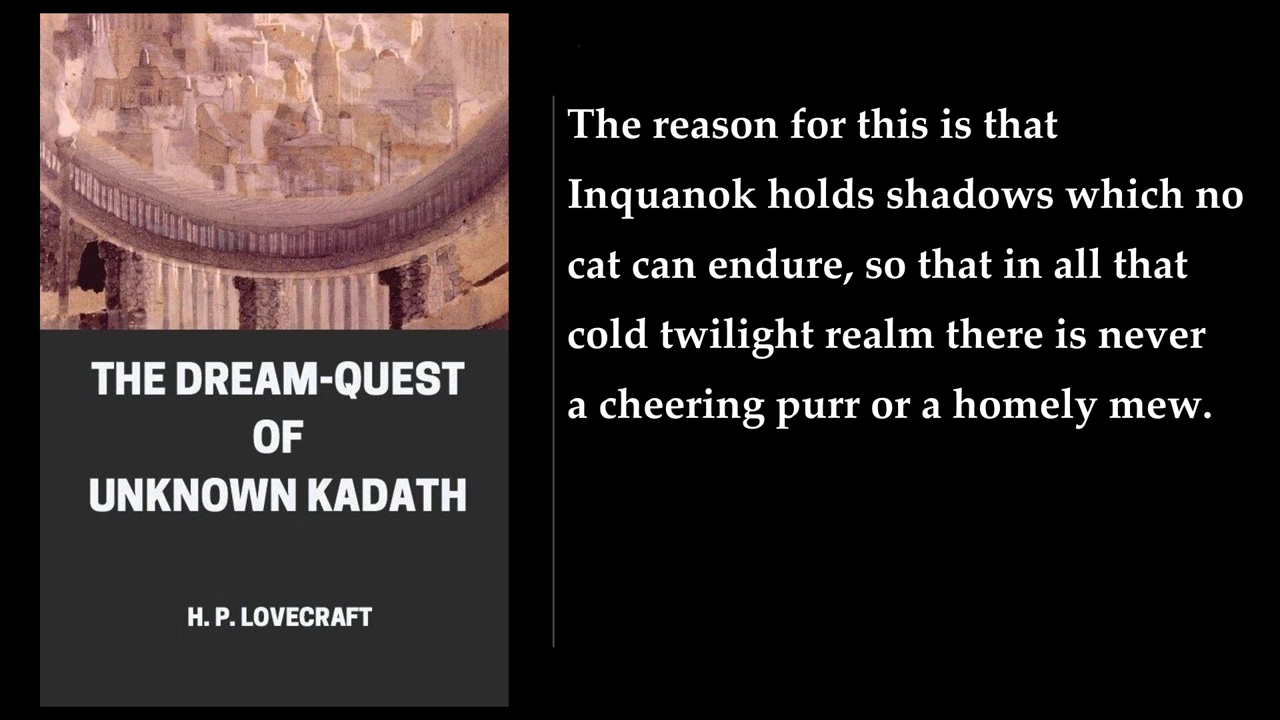 THE DREAM-QUEST
OF
UNKNOWN KADATH
H. P. LOVECRAFT
The reason for this is that
Inquanok holds shadows which no
cat can endure, so that in all that
cold twilight realm there is never
a cheering purr or a homely mew.